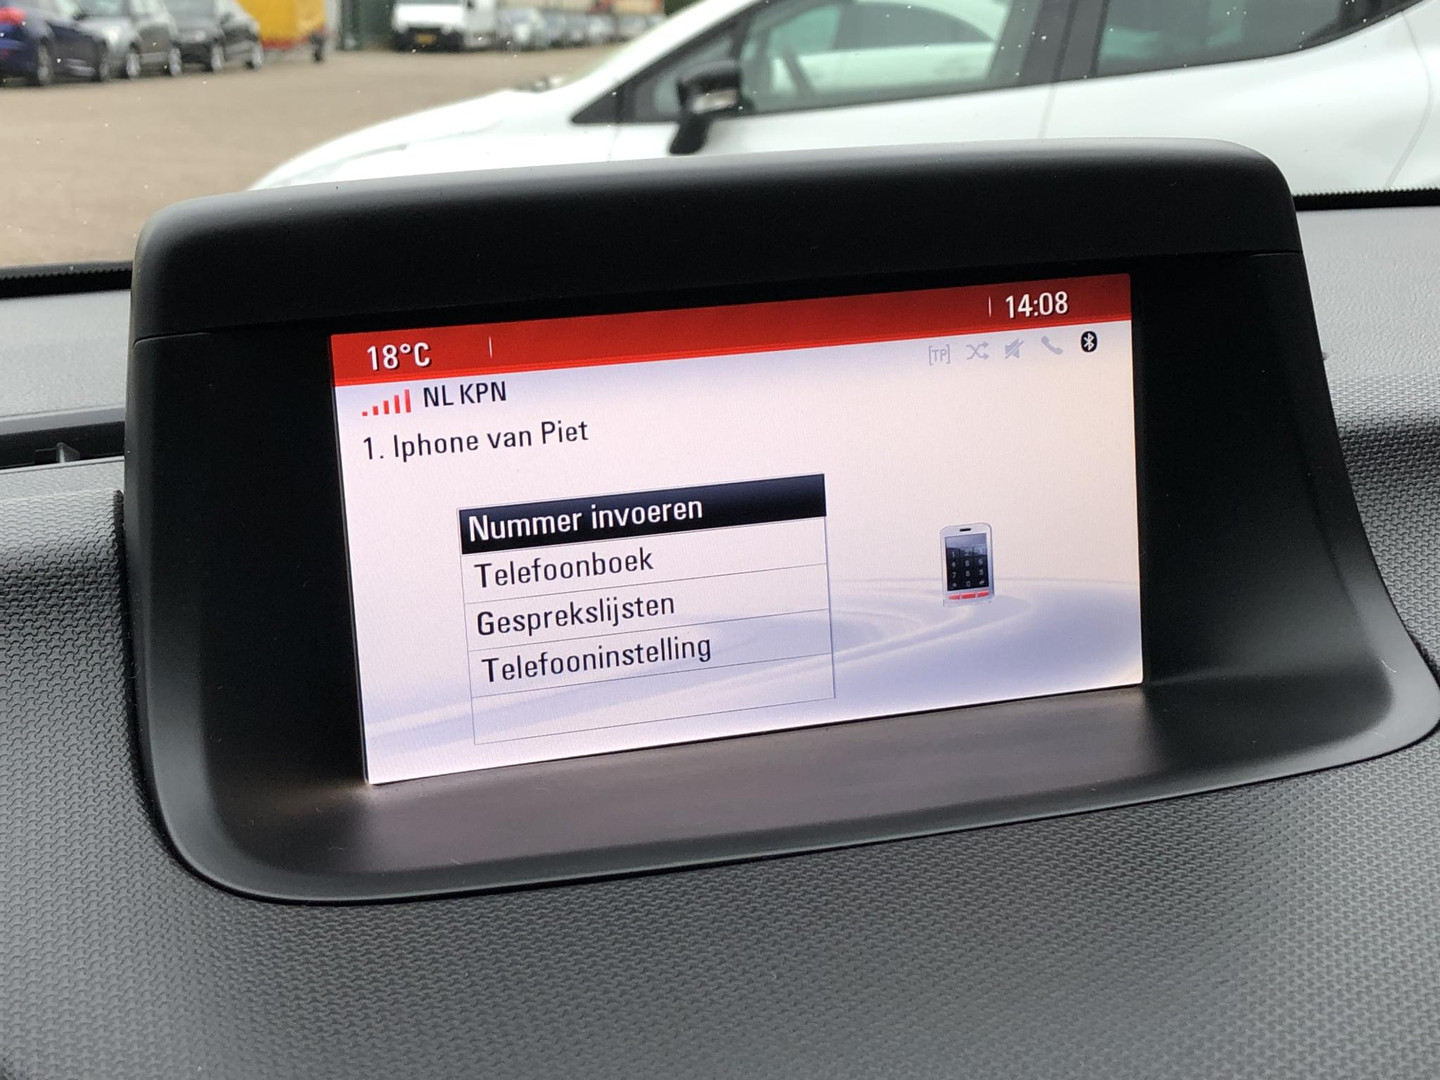 18°C 14:08
[TP]
NL KPN
1. Iphone van Piet
Nummer invoeren
Telefoonboek
Gesprekslijsten
Telefooninstelling